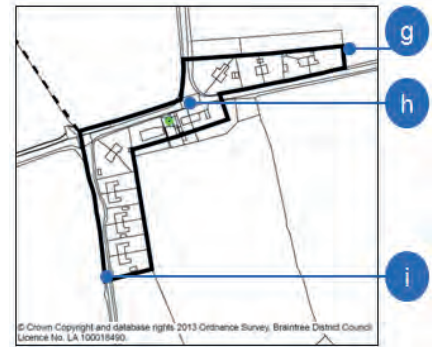 g
h
i
© Crown Copyright and database rights 2013 Ordnance Survey, Braintree District Council
Licence No. LA 100018490.